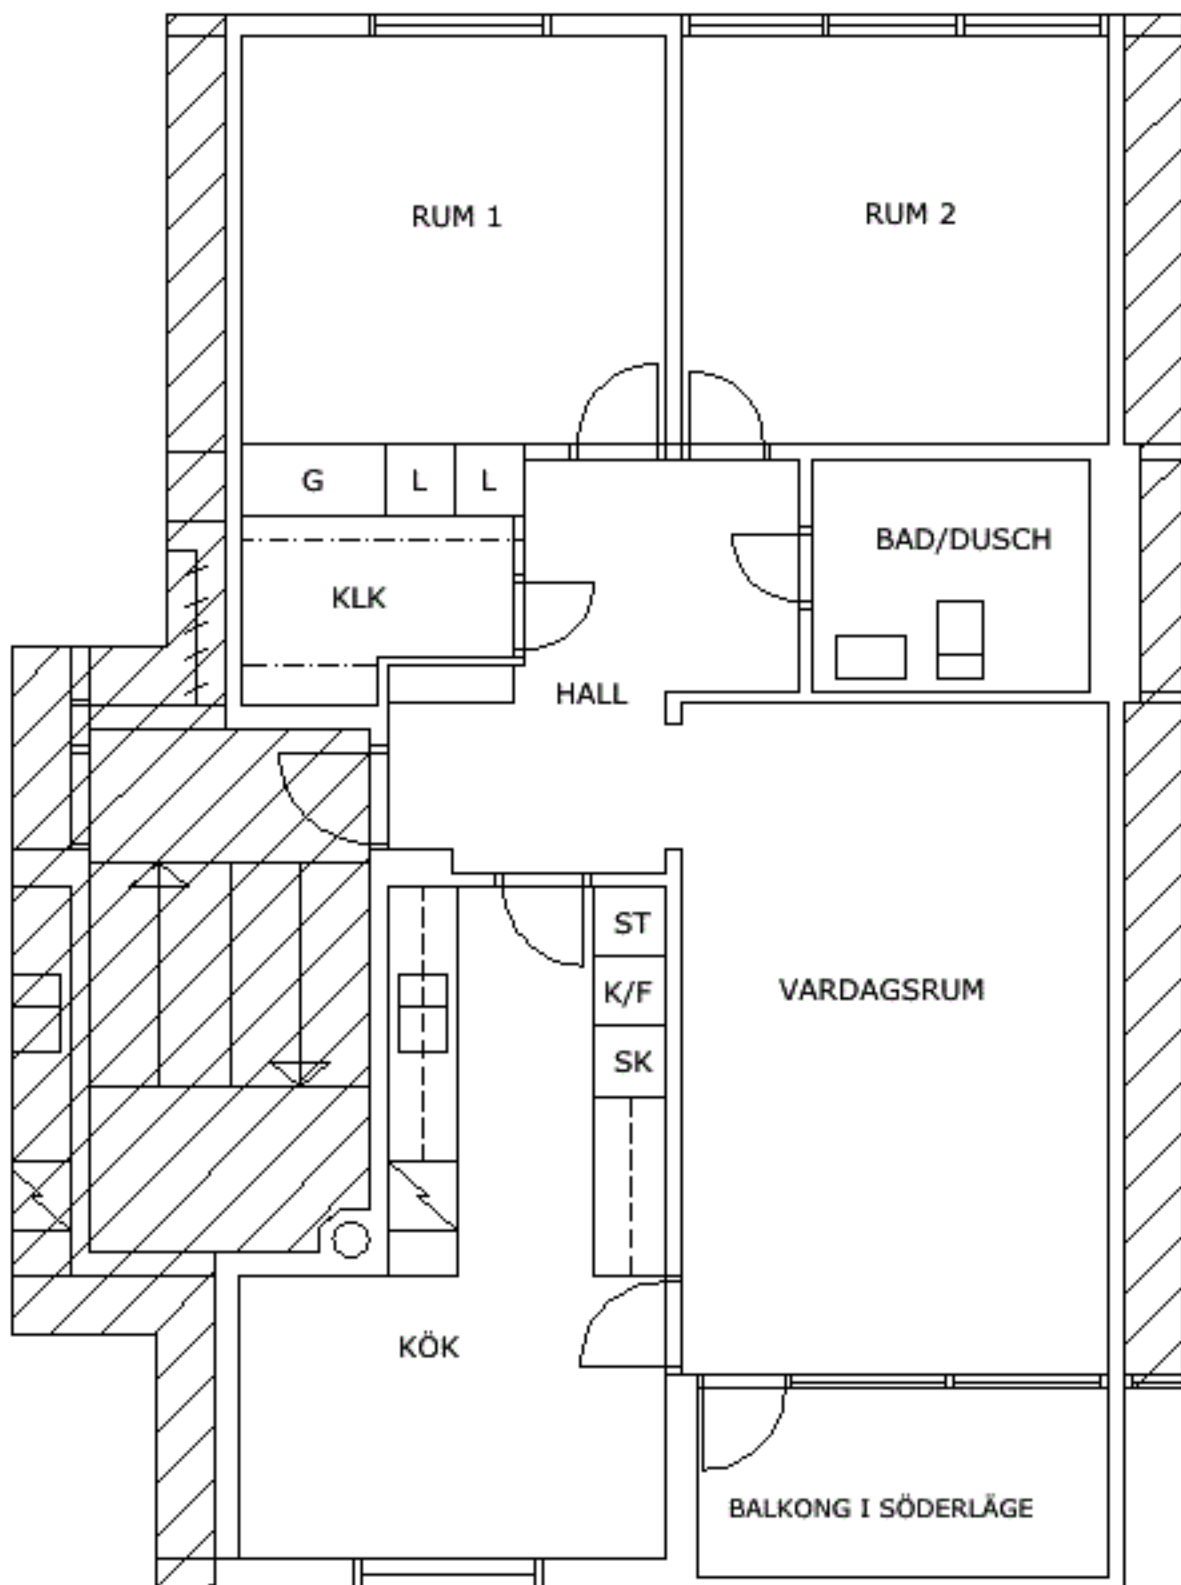 RUM 1
RUM 2
G
L
L
BAD/DUSCH
KLK
HALL
ST
K/F
SK
VARDAGSRUM
KÖK
BALKONG I SÖDERLÄGE